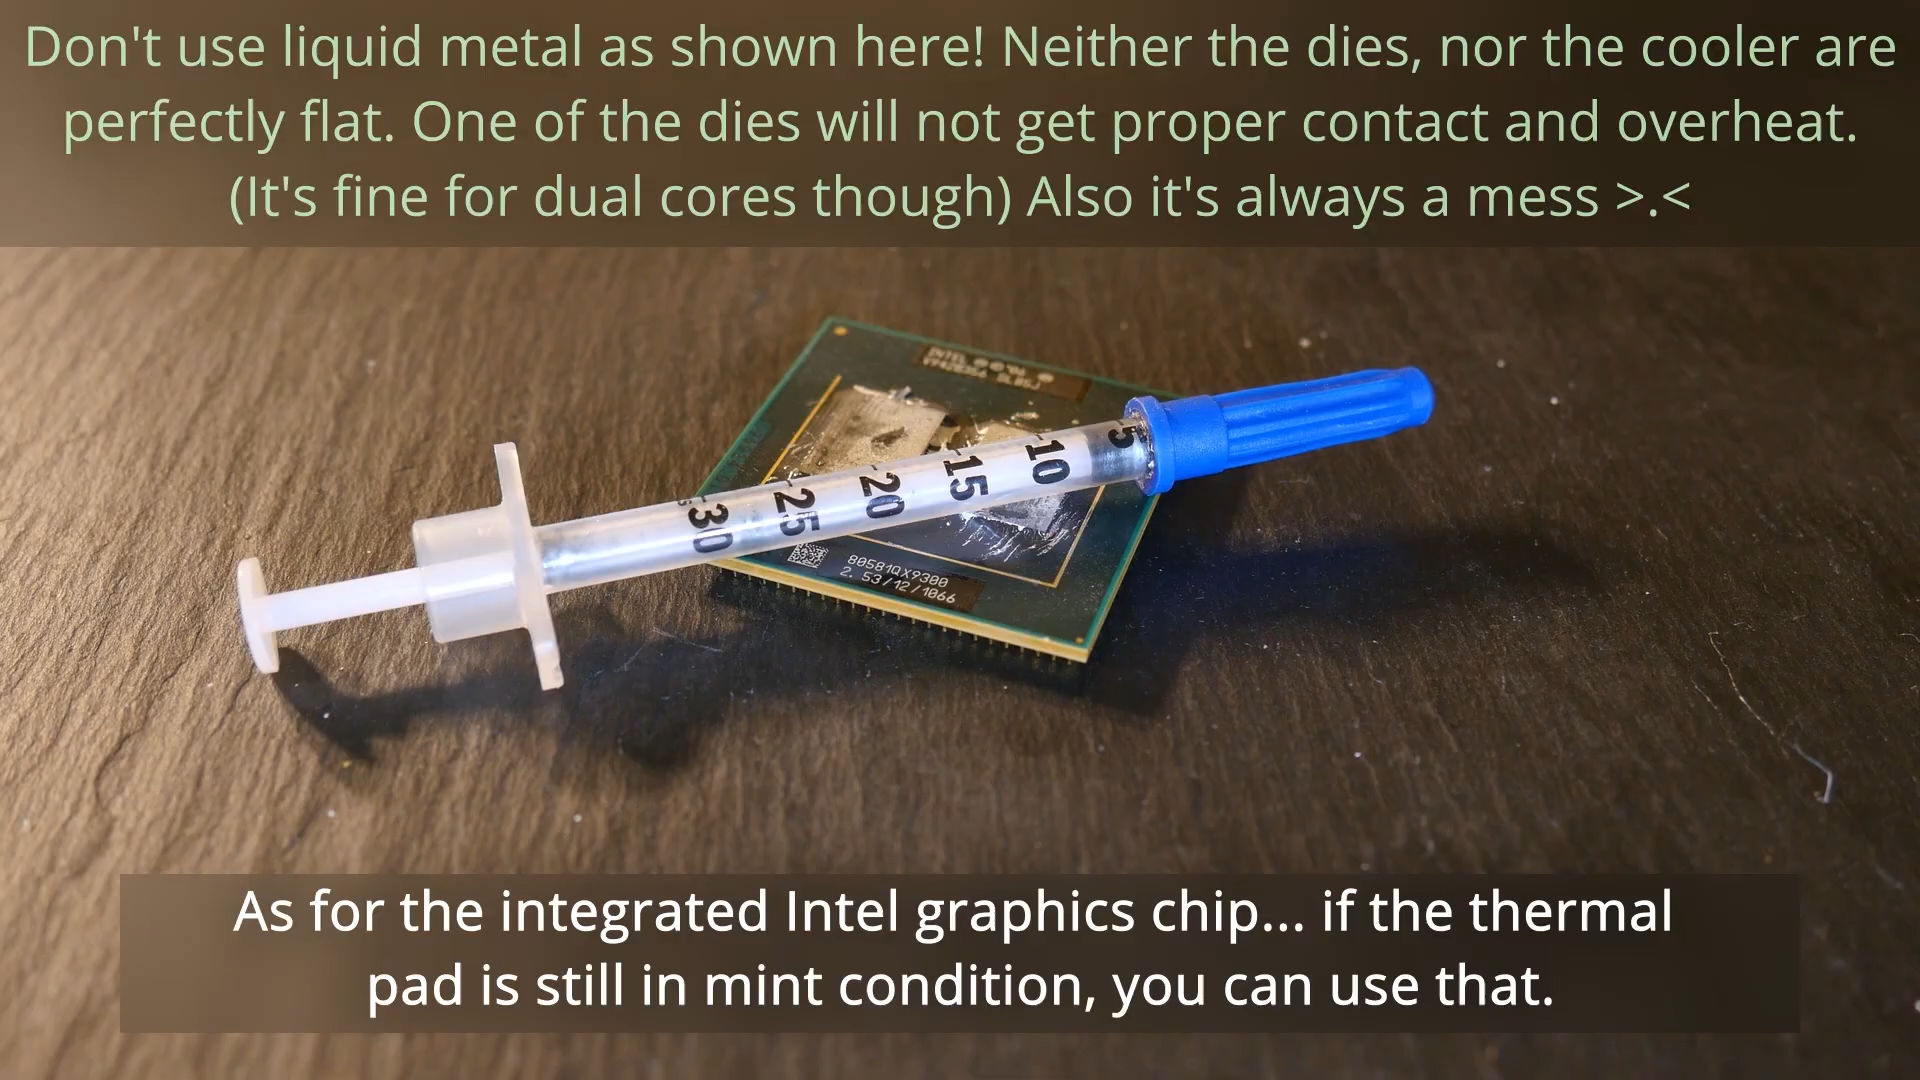 Don't use liquid metal as shown here! Neither the dies, nor the cooler are
perfectly flat. One of the dies will not get proper contact and overheat.
(It's fine for dual cores though) Also it's always a mess >.<
INTEL
5
10
15
20
25
30
80581QX9300
2.53/12/1066
As for the integrated Intel graphics chip... if the thermal
pad is still in mint condition, you can use that.